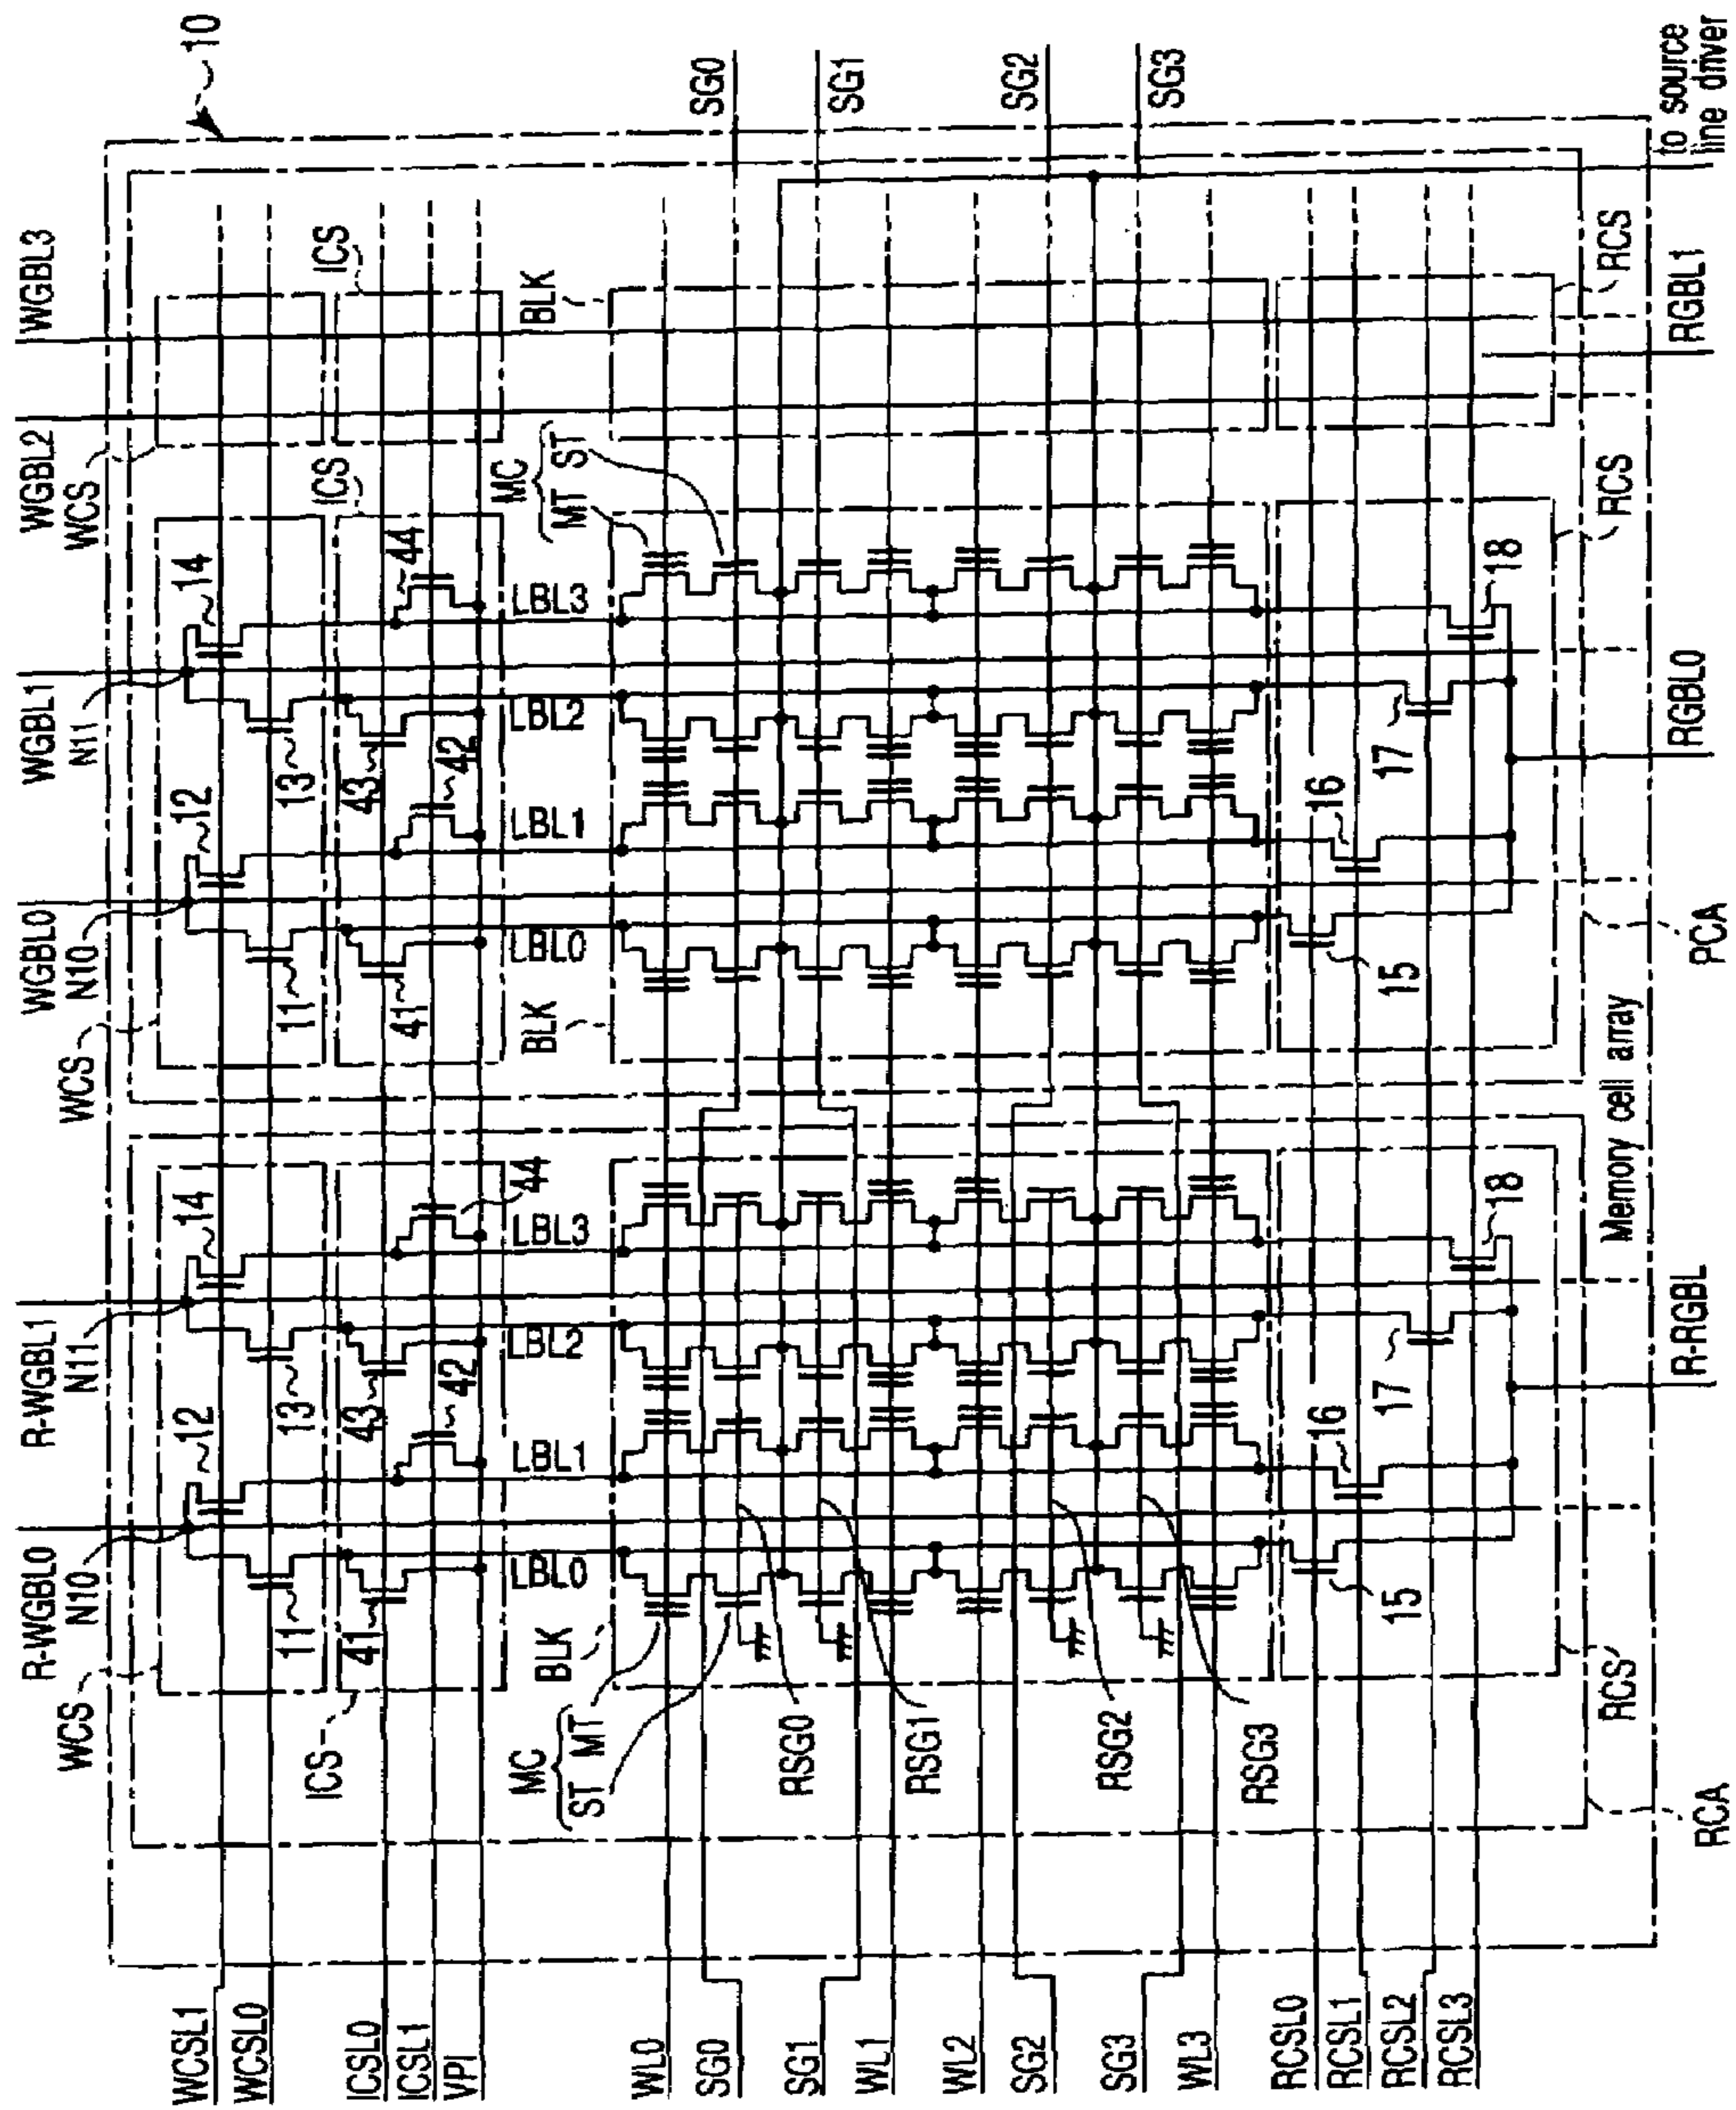 10
R-WGBL0
N10
R-WGBL1
N11
WGBL0
N10
WGBL1
N11
WGBL2
WCS
WGBL3
WCS
WCS
11
12
13
14
11
12
13
14
ICS
ICS
ICS
41
42
43
44
41
42
43
44
WCSL1
WCSL0
ICSL0
ICSL1
VPI
LBL0
LBL1
LBL2
LBL3
LBL0
LBL1
LBL2
LBL3
BLK
BLK
BLK
MC
ST MT
MC
MT ST
WL0
SG0
SG1
WL1
WL2
SG2
SG3
WL3
RSG0
RSG1
RSG2
RSG3
SG0
SG1
SG2
SG3
RCSL0
RCSL1
RCSL2
RCSL3
15
16
17
18
15
16
17
18
RCS
RCS
RCS
RCA
R-RGBL
Memory cell array
PCA
RGBL0
RGBL1
to source
line driver